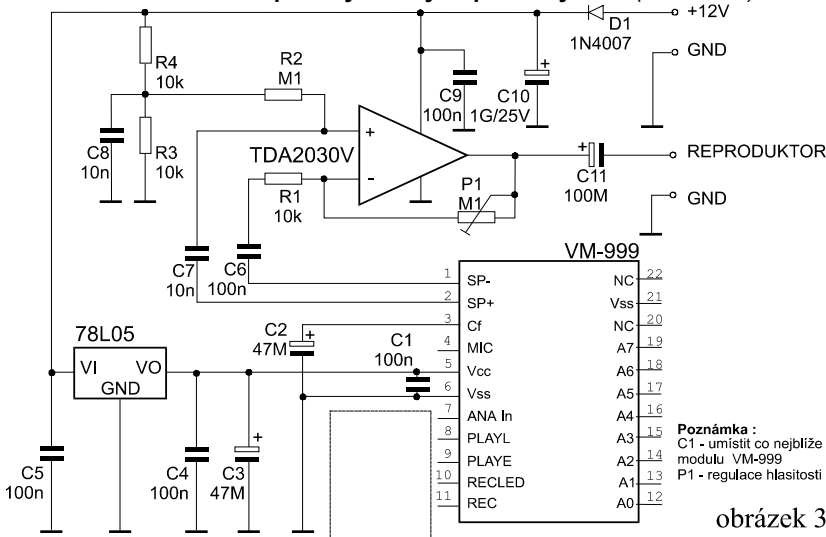 +12V
D1
1N4007
GND
R4
10k
R2
M1
C9
100n
C10
1G/25V
+
C8
10n
R3
10k
TDA2030V
+
-
R1
10k
P1
M1
+
C11
100M
REPRODUKTOR
GND
C7
10n
C6
100n
VM-999
1 SP-
2 SP+
3 Cf
4 MIC
5 Vcc
6 Vss
7 ANA In
8 PLAYL
9 PLAYE
10 RECLED
11 REC
NC 22
Vss 21
NC 20
A7 19
A6 18
A5 17
A4 16
A3 15
A2 14
A1 13
A0 12
C2
47M
+
C1
100n
78L05
VI VO
GND
C5
100n
C4
100n
C3
47M
+
Poznámka :
C1 - umístit co nejblíže
modulu VM-999
P1 - regulace hlasitosti
obrázek 3